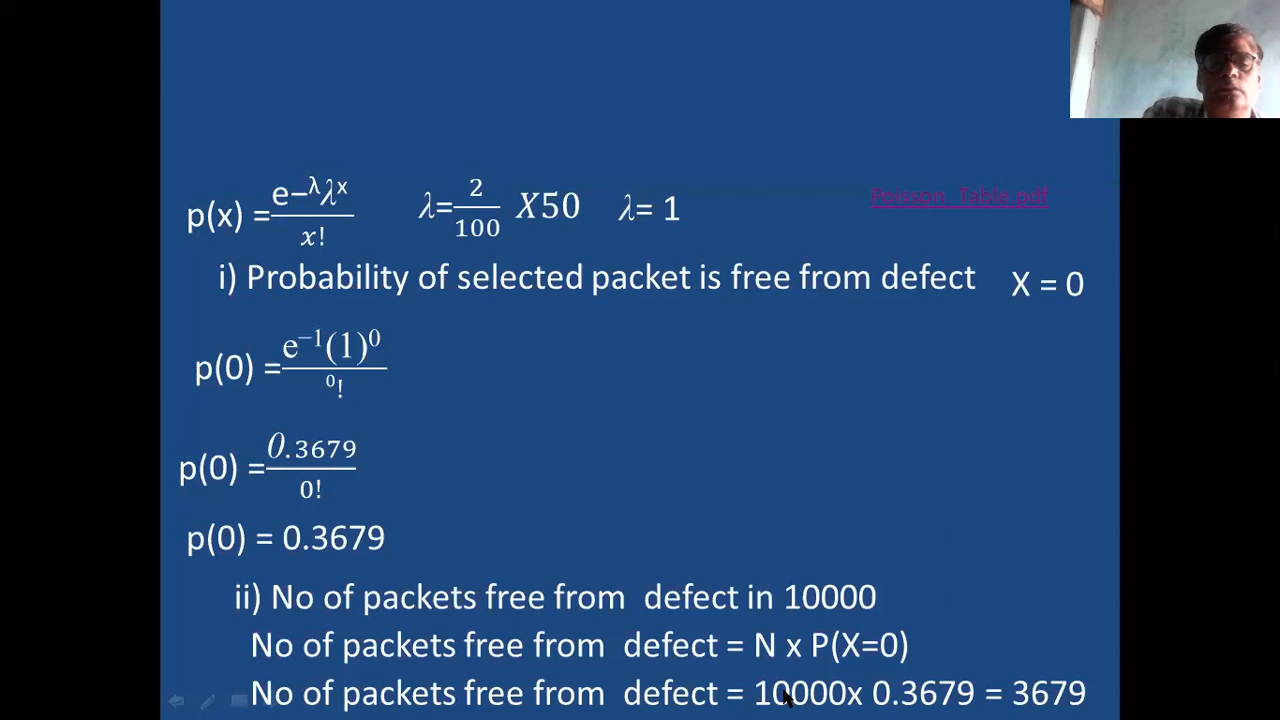 p(x) = e−^λ λ^x / x! λ= 2/100 X50 λ= 1 Poisson_Table.pdf
i) Probability of selected packet is free from defect X = 0
p(0) = e^−1(1)^0 / 0!
p(0) = 0.3679 / 0!
p(0) = 0.3679
ii) No of packets free from defect in 10000
No of packets free from defect = N x P(X=0)
No of packets free from defect = 10000x 0.3679 = 3679